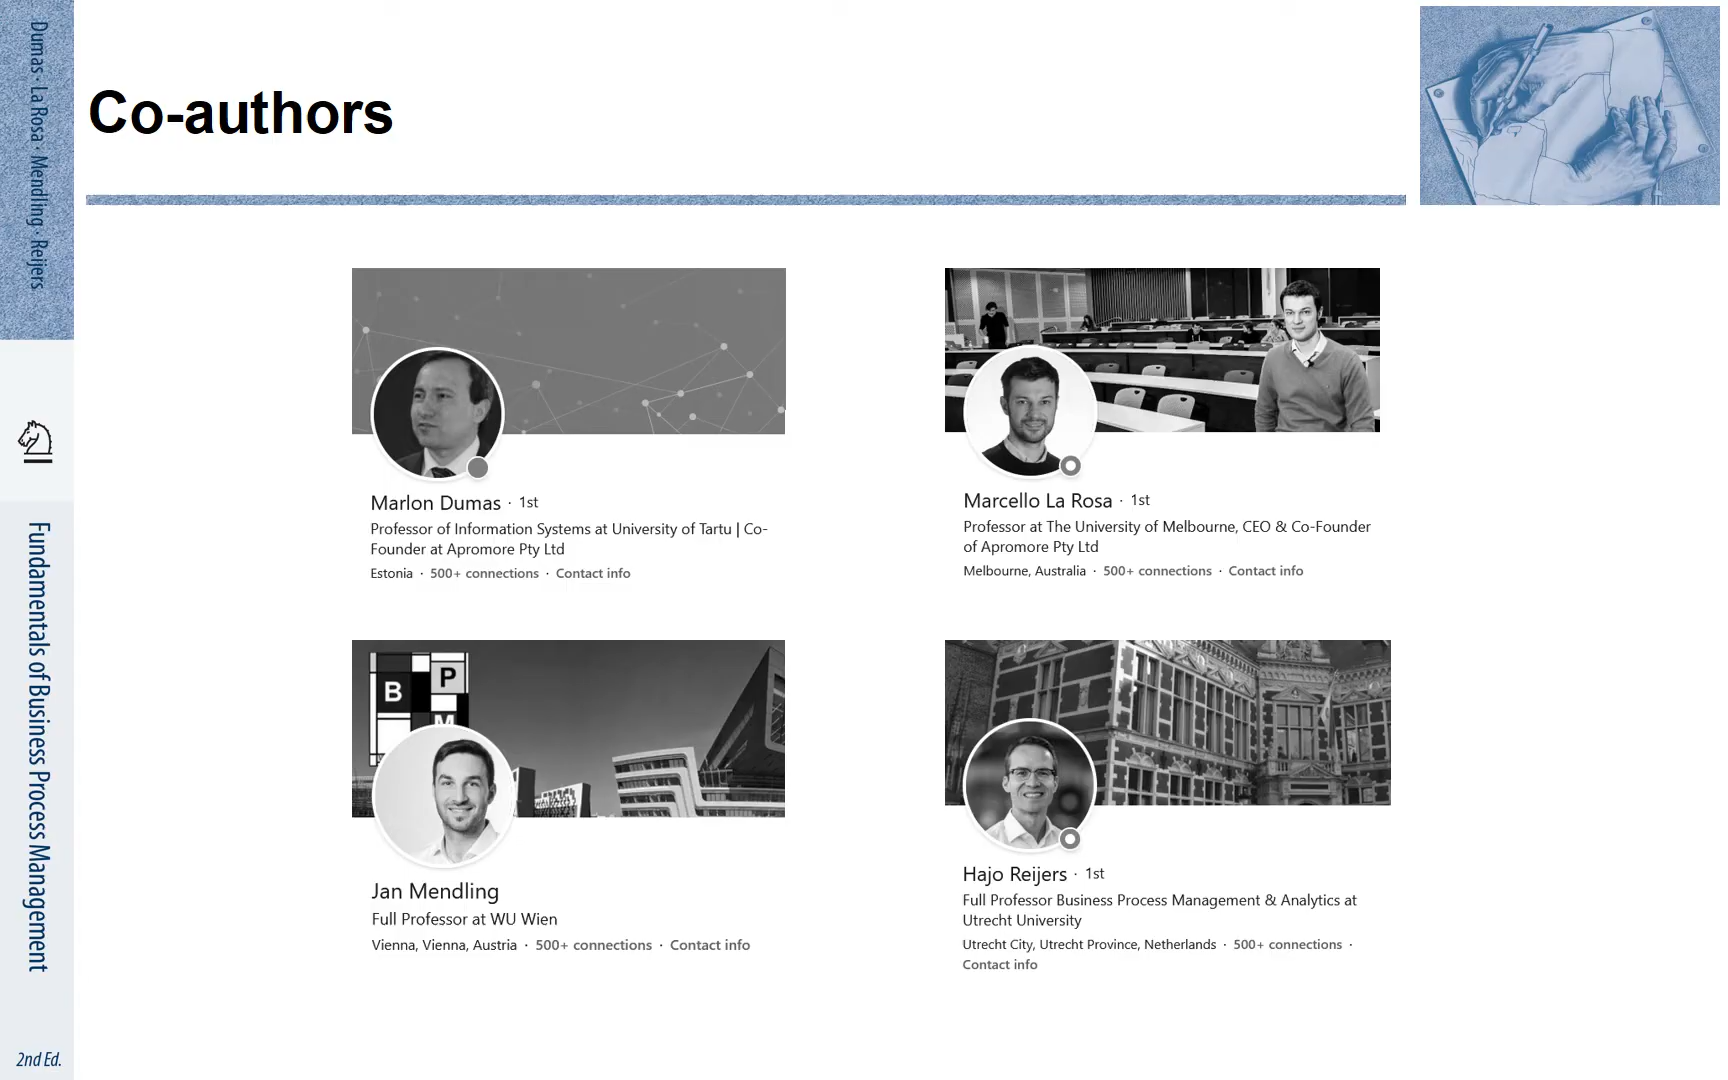 Dumas · La Rosa · Mendling · Reijers
Fundamentals of Business Process Management
2nd Ed.
Co-authors
Marlon Dumas · 1st
Professor of Information Systems at University of Tartu | Co-
Founder at Apromore Pty Ltd
Estonia · 500+ connections · Contact info
Marcello La Rosa · 1st
Professor at The University of Melbourne, CEO & Co-Founder
of Apromore Pty Ltd
Melbourne, Australia · 500+ connections · Contact info
B P
M
Jan Mendling
Full Professor at WU Wien
Vienna, Vienna, Austria · 500+ connections · Contact info
Hajo Reijers · 1st
Full Professor Business Process Management & Analytics at
Utrecht University
Utrecht City, Utrecht Province, Netherlands · 500+ connections ·
Contact info